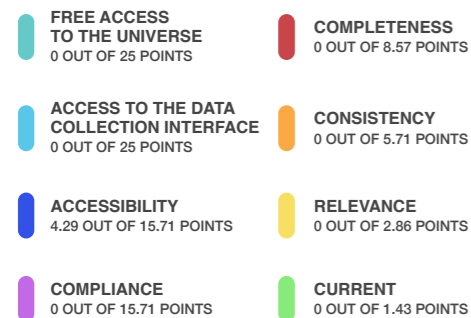 FREE ACCESS
TO THE UNIVERSE
0 OUT OF 25 POINTS
COMPLETENESS
0 OUT OF 8.57 POINTS
ACCESS TO THE DATA
COLLECTION INTERFACE
0 OUT OF 25 POINTS
CONSISTENCY
0 OUT OF 5.71 POINTS
ACCESSIBILITY
4.29 OUT OF 15.71 POINTS
RELEVANCE
0 OUT OF 2.86 POINTS
COMPLIANCE
0 OUT OF 15.71 POINTS
CURRENT
0 OUT OF 1.43 POINTS